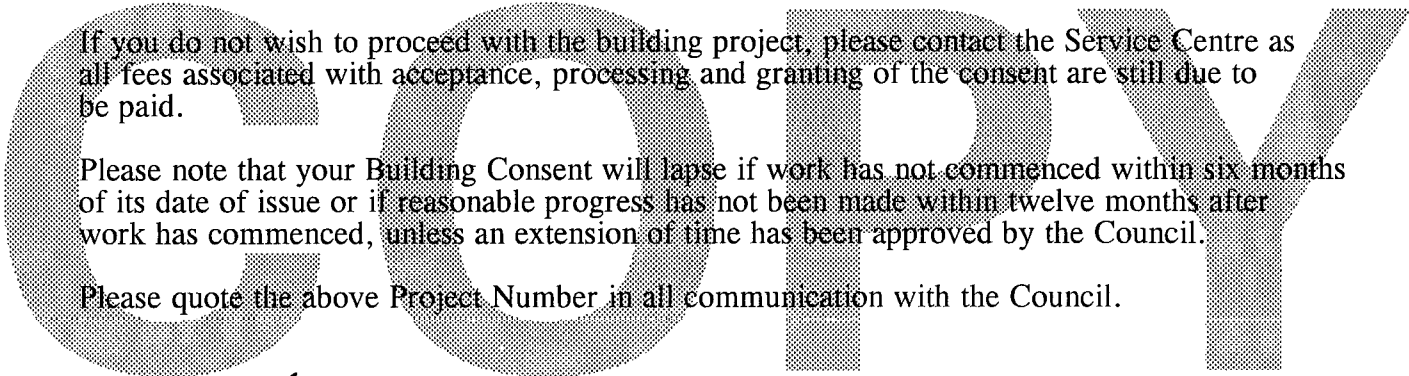 If you do not wish to proceed with the building project, please contact the Service Centre as
all fees associated with acceptance, processing and granting of the consent are still due to
be paid.
Please note that your Building Consent will lapse if work has not commenced within six months
of its date of issue or if reasonable progress has not been made within twelve months after
work has commenced, unless an extension of time has been approved by the Council.
Please quote the above Project Number in all communication with the Council.
COPY